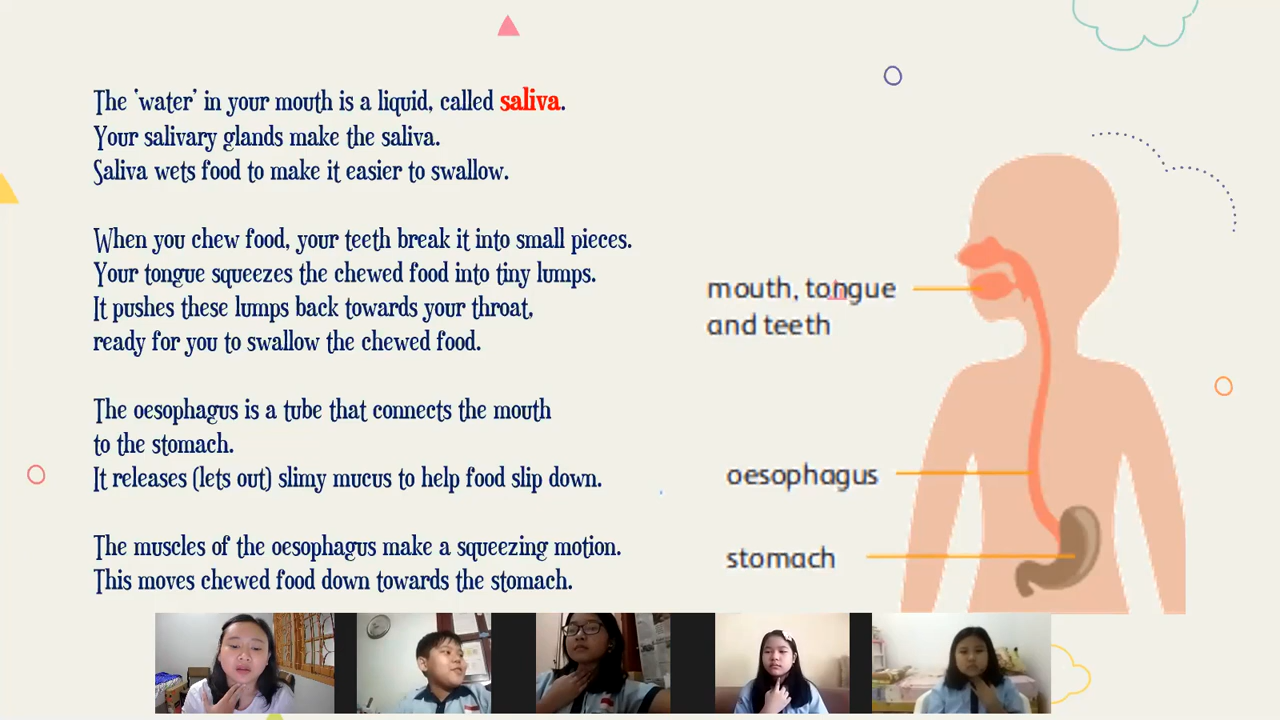 The 'water' in your mouth is a liquid, called saliva.
Your salivary glands make the saliva.
Saliva wets food to make it easier to swallow.
When you chew food, your teeth break it into small pieces.
Your tongue squeezes the chewed food into tiny lumps.
It pushes these lumps back towards your throat,
ready for you to swallow the chewed food.
The oesophagus is a tube that connects the mouth
to the stomach.
It releases (lets out) slimy mucus to help food slip down.
The muscles of the oesophagus make a squeezing motion.
This moves chewed food down towards the stomach.
mouth, tongue
and teeth
oesophagus
stomach